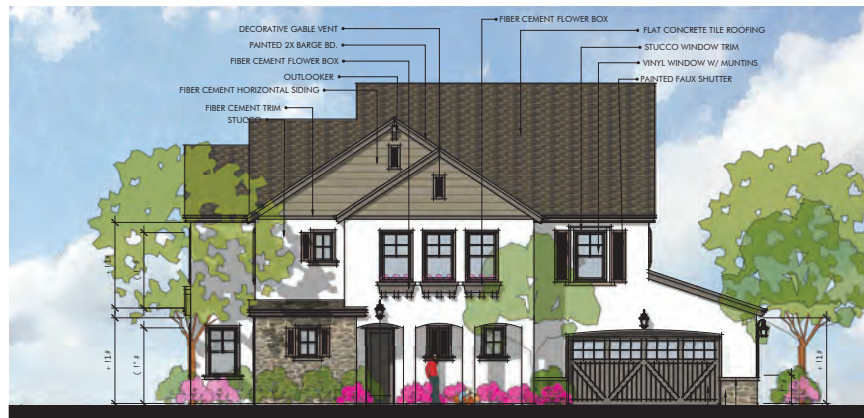 DECORATIVE GABLE VENT
PAINTED 2X BARGE BD.
FIBER CEMENT FLOWER BOX
OUTLOOKER
FIBER CEMENT HORIZONTAL SIDING
FIBER CEMENT TRIM
STUCCO
FIBER CEMENT FLOWER BOX
FLAT CONCRETE TILE ROOFING
STUCCO WINDOW TRIM
VINYL WINDOW W/ MUNTINS
PAINTED FAUX SHUTTER